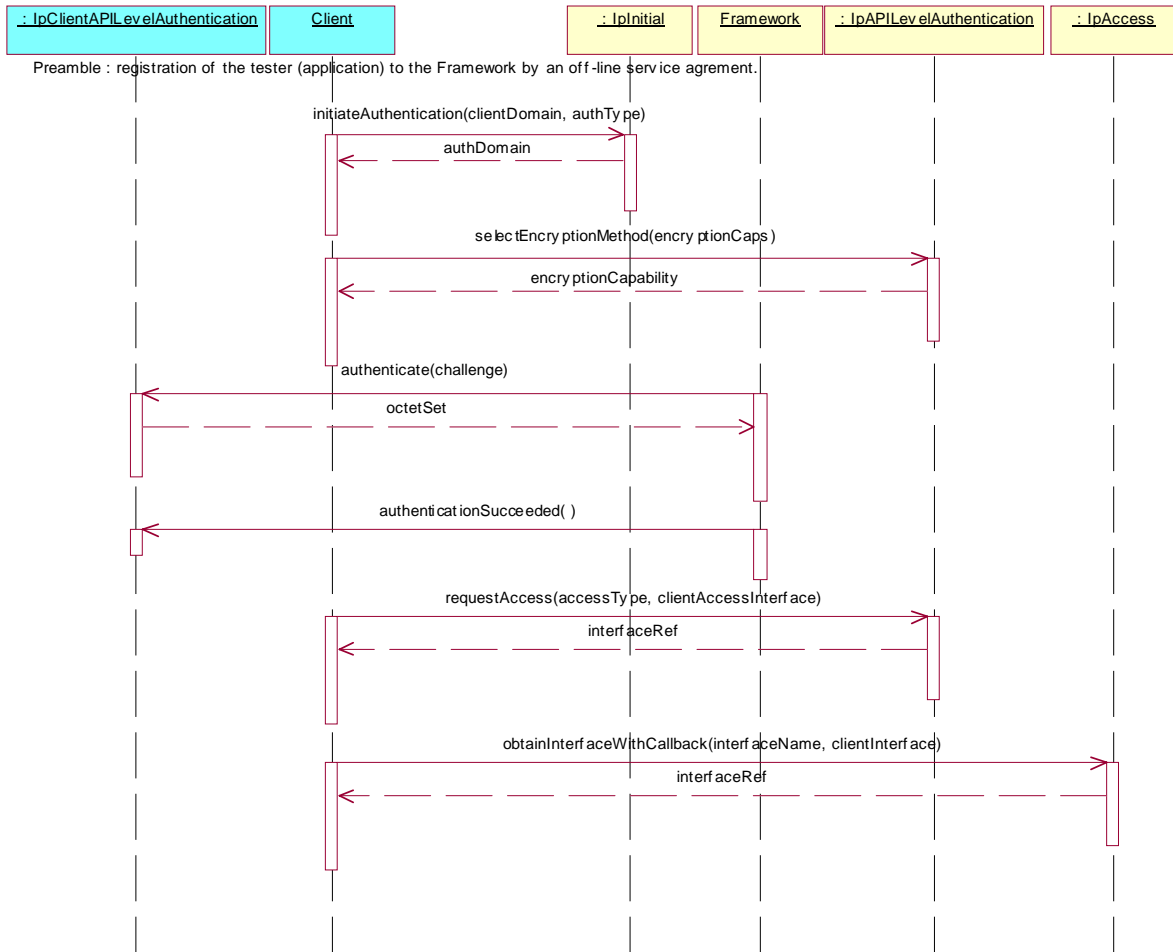 : IpClientAPILevelAuthentication
Client
: IpInitial
Framework
: IpAPILevelAuthentication
: IpAccess
Preamble : registration of the tester (application) to the Framework by an off-line service agrement.
initiateAuthentication(clientDomain, authType)
authDomain
selectEncryptionMethod(encryptionCaps)
encryptionCapability
authenticate(challenge)
octetSet
authenticationSucceeded( )
requestAccess(accessType, clientAccessInterface)
interfaceRef
obtainInterfaceWithCallback(interfaceName, clientInterface)
interfaceRef